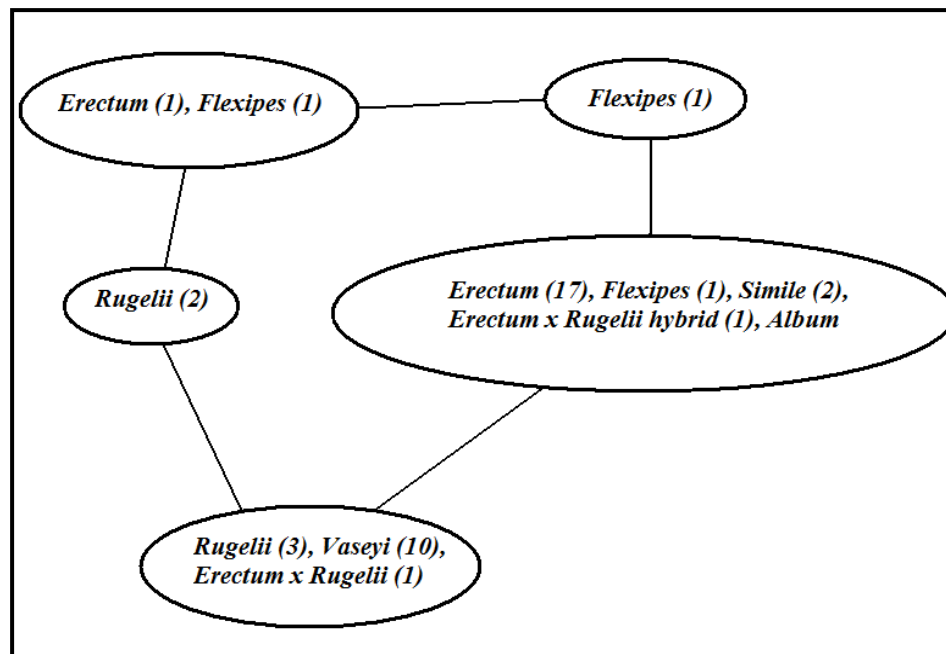 Erectum (1), Flexipes (1)
Flexipes (1)
Rugelii (2)
Erectum (17), Flexipes (1), Simile (2),
Erectum x Rugelii hybrid (1), Album
Rugelii (3), Vaseyi (10),
Erectum x Rugelii (1)